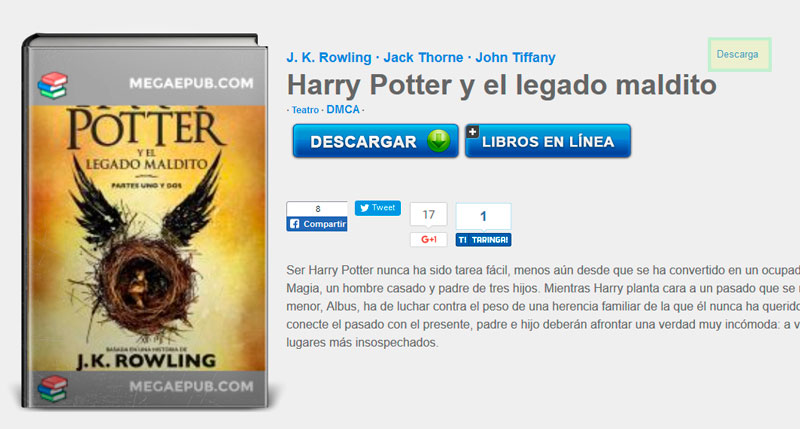 MEGAEPUB.COM
POTTER
Y EL
LEGADO MALDITO
PARTES UNO Y DOS
BASADA EN UNA HISTORIA DE
J.K. ROWLING
MEGAEPUB.COM
J. K. Rowling · Jack Thorne · John Tiffany
Descarga
Harry Potter y el legado maldito
· Teatro · DMCA ·
DESCARGAR
LIBROS EN LÍNEA
8
Compartir
Tweet
17
G+1
1
T! TARINGA!
Ser Harry Potter nunca ha sido tarea fácil, menos aún desde que se ha convertido en un ocupad
Magia, un hombre casado y padre de tres hijos. Mientras Harry planta cara a un pasado que se
menor, Albus, ha de luchar contra el peso de una herencia familiar de la que él nunca ha querido
conecte el pasado con el presente, padre e hijo deberán afrontar una verdad muy incómoda: a v
lugares más insospechados.